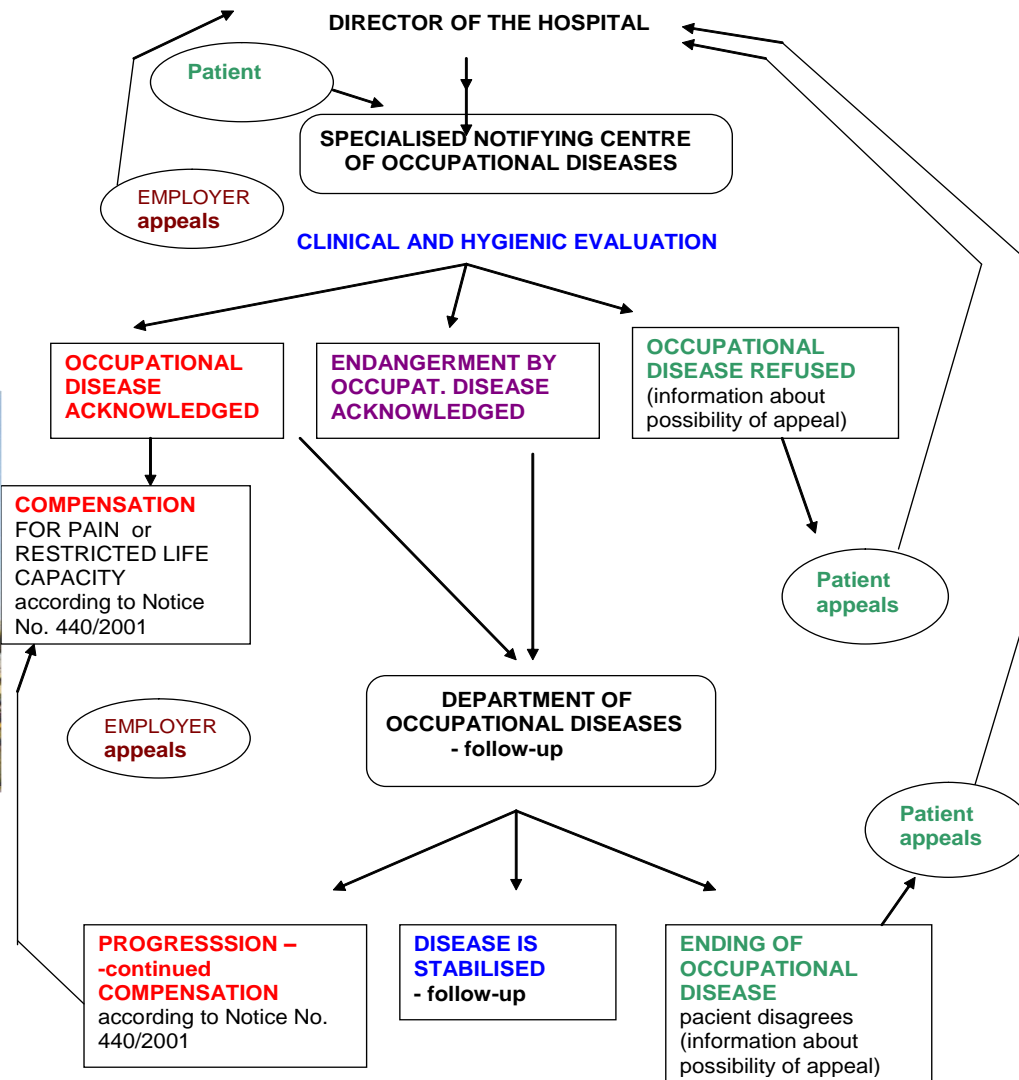 DIRECTOR OF THE HOSPITAL
Patient
SPECIALISED NOTIFYING CENTRE
OF OCCUPATIONAL DISEASES
EMPLOYER
appeals
CLINICAL AND HYGIENIC EVALUATION
OCCUPATIONAL
DISEASE
ACKNOWLEDGED
ENDANGERMENT BY
OCCUPAT. DISEASE
ACKNOWLEDGED
OCCUPATIONAL
DISEASE REFUSED
(information about
possibility of appeal)
COMPENSATION
FOR PAIN or
RESTRICTED LIFE
CAPACITY
according to Notice
No. 440/2001
Patient
appeals
DEPARTMENT OF
OCCUPATIONAL DISEASES
- follow-up
EMPLOYER
appeals
Patient
appeals
PROGRESSSION –
-continued
COMPENSATION
according to Notice No.
440/2001
DISEASE IS
STABILISED
- follow-up
ENDING OF
OCCUPATIONAL
DISEASE
pacient disagrees
(information about
possibility of appeal)